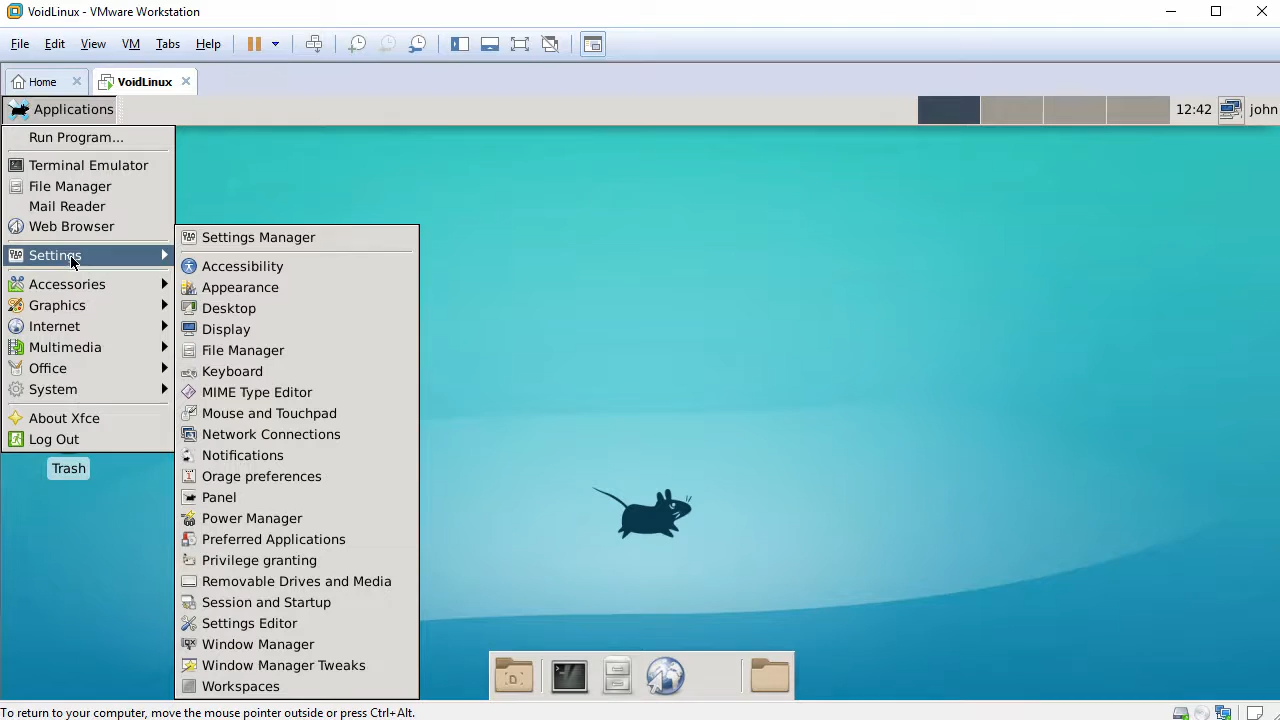 VoidLinux - VMware Workstation
File Edit View VM Tabs Help
Home VoidLinux
Applications 12:42 john
Run Program...
Terminal Emulator
File Manager
Mail Reader
Web Browser
Settings
Accessories
Graphics
Internet
Multimedia
Office
System
About Xfce
Log Out
Trash
Settings Manager
Accessibility
Appearance
Desktop
Display
File Manager
Keyboard
MIME Type Editor
Mouse and Touchpad
Network Connections
Notifications
Orage preferences
Panel
Power Manager
Preferred Applications
Privilege granting
Removable Drives and Media
Session and Startup
Settings Editor
Window Manager
Window Manager Tweaks
Workspaces
To return to your computer, move the mouse pointer outside or press Ctrl+Alt.